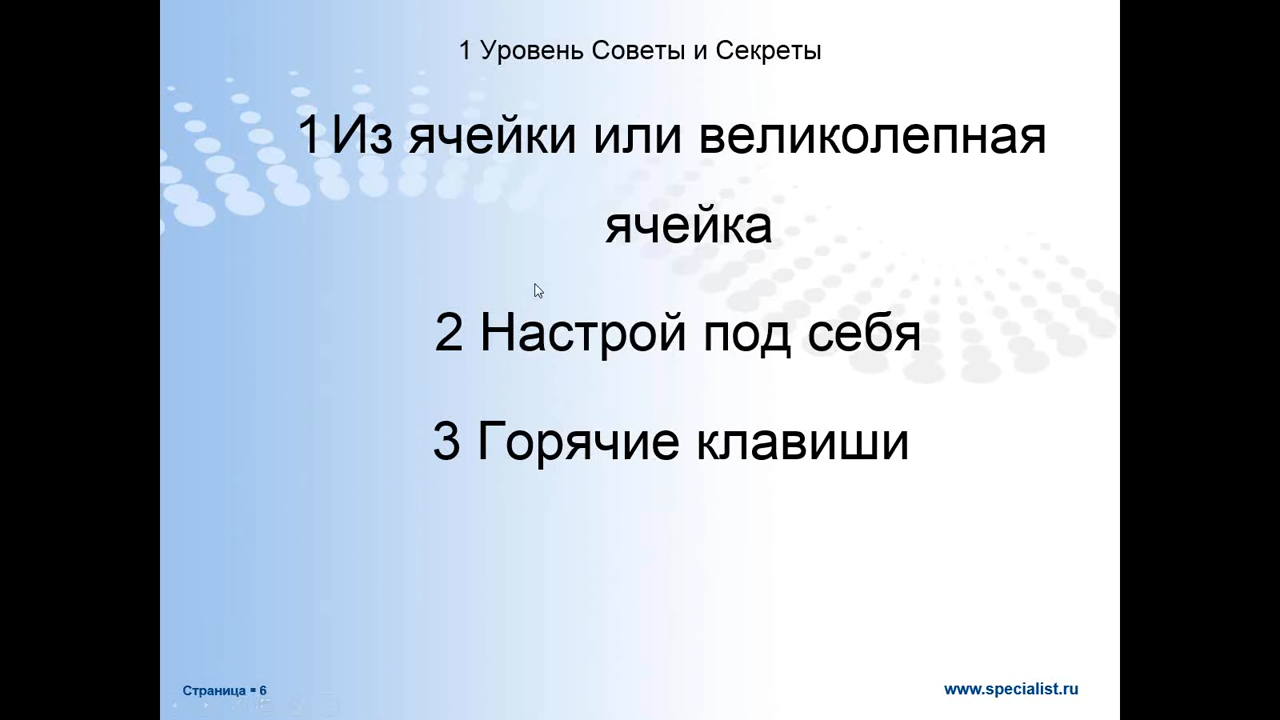 1 Уровень Советы и Секреты
1 Из ячейки или великолепная
ячейка
2 Настрой под себя
3 Горячие клавиши
Страница ▪ 6
www.specialist.ru